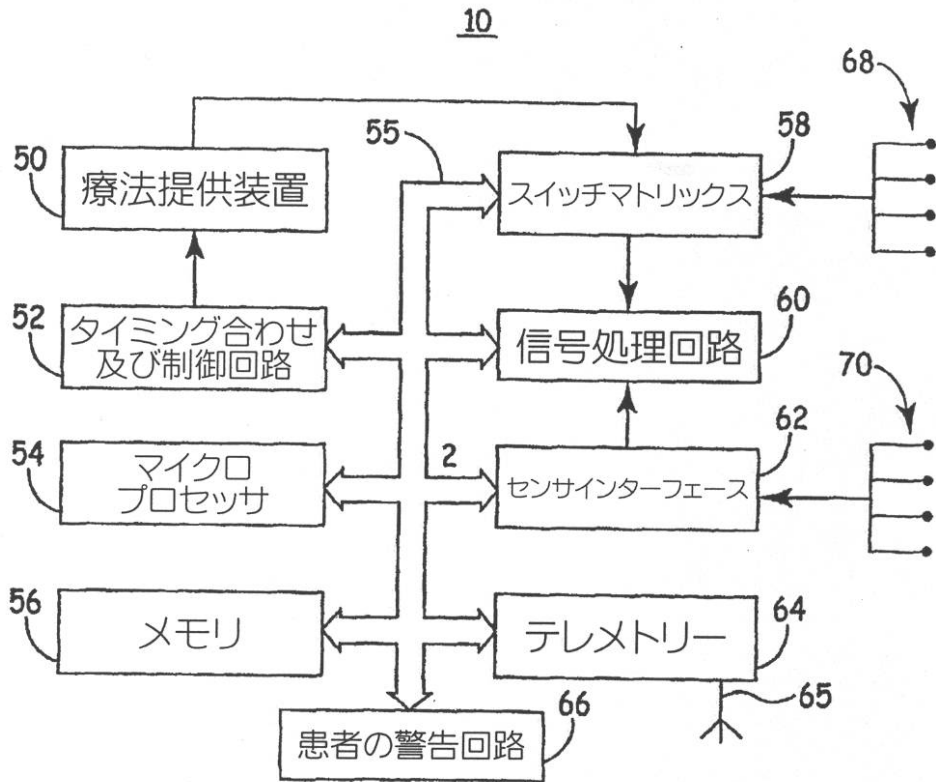 10
68
55
58
50
療法提供装置
スイッチマトリックス
52
タイミング合わせ
及び制御回路
60
信号処理回路
70
54
マイクロ
プロセッサ
2
62
センサインターフェース
56
メモリ
テレメトリー
64
65
66
患者の警告回路